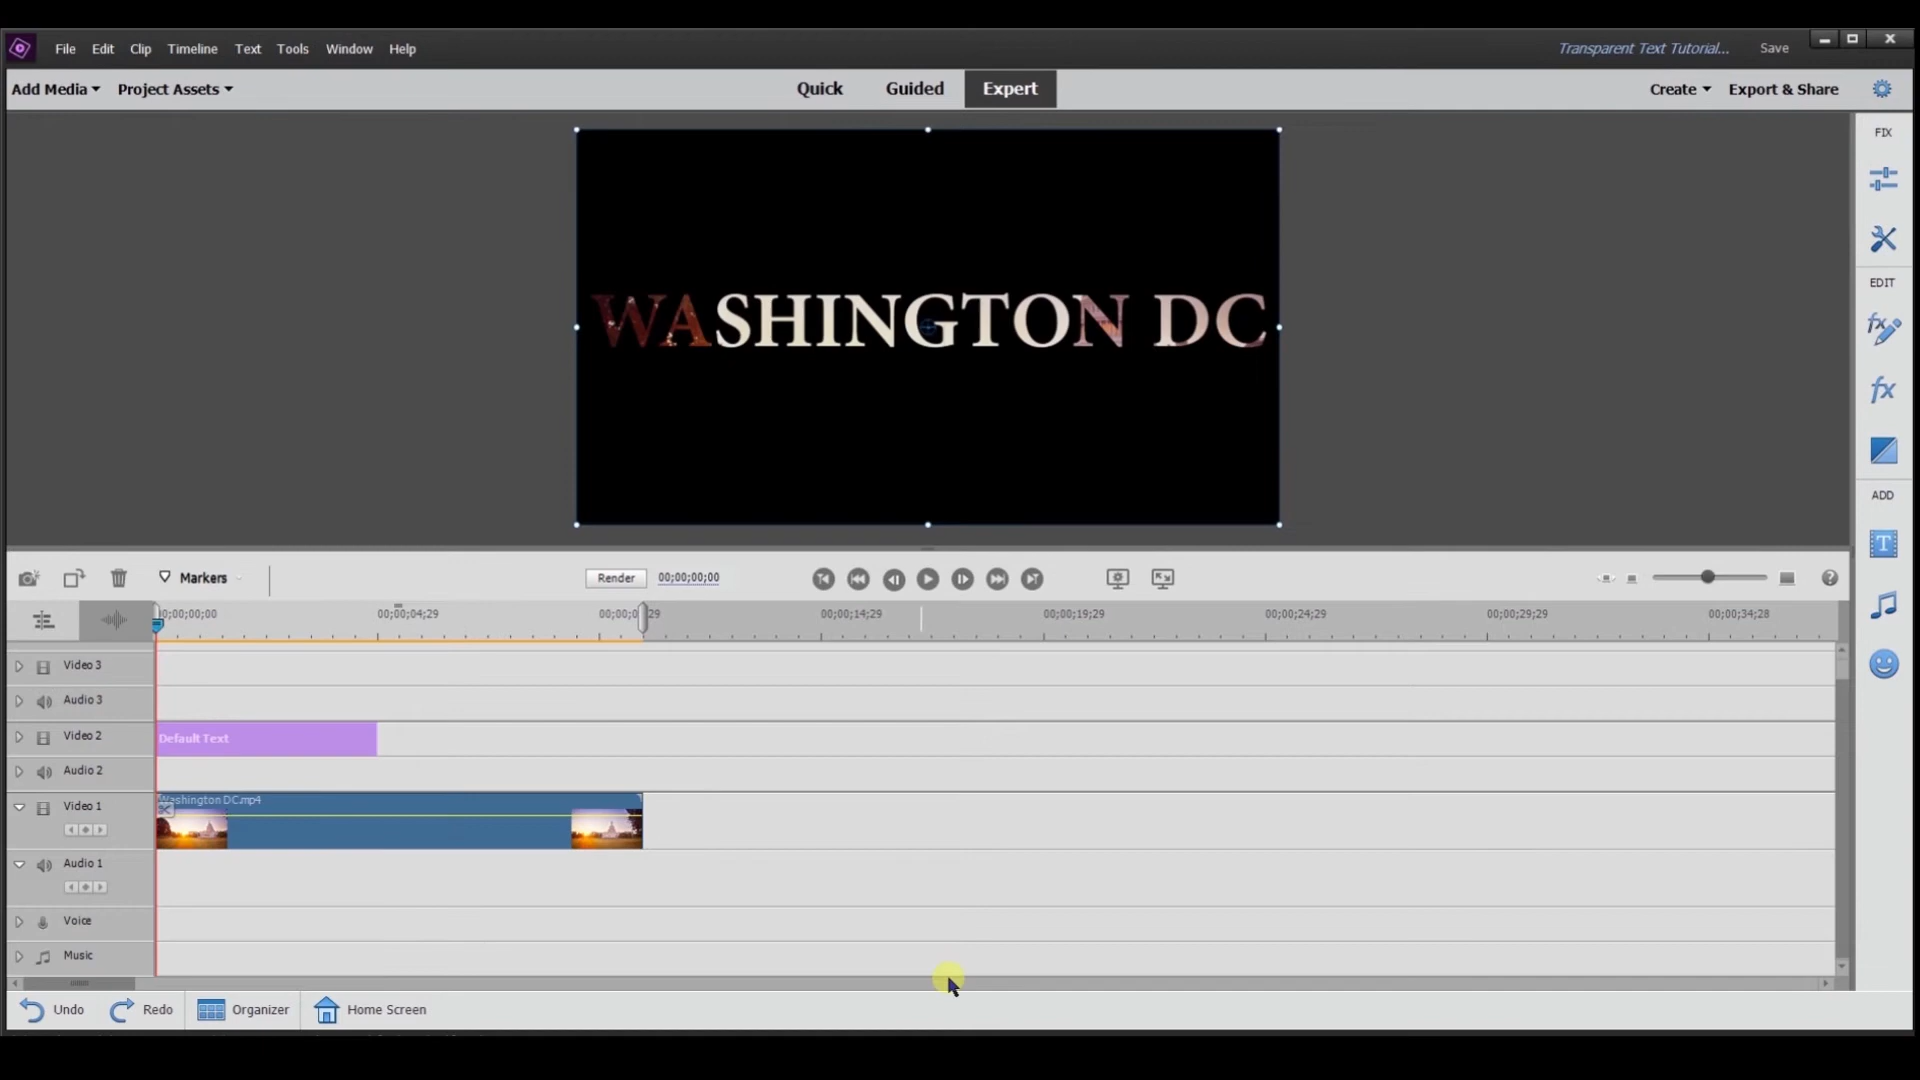 File Edit Clip Timeline Text Tools Window Help
Transparent Text Tutorial... Save
Add Media Project Assets
Quick Guided Expert
Create Export & Share
FIX
EDIT
fx
fx
ADD
T
WASHINGTON DC
Markers
Render 00;00;00;00
?
0;00;00;00 00;00;04;29 00;00;0 29 00;00;14;29 00;00;19;29 00;00;24;29 00;00;29;29 00;00;34;28
Video 3
Audio 3
Video 2
Default Text
Audio 2
Video 1
Washington DC.mp4
Audio 1
Voice
Music
Undo Redo Organizer Home Screen